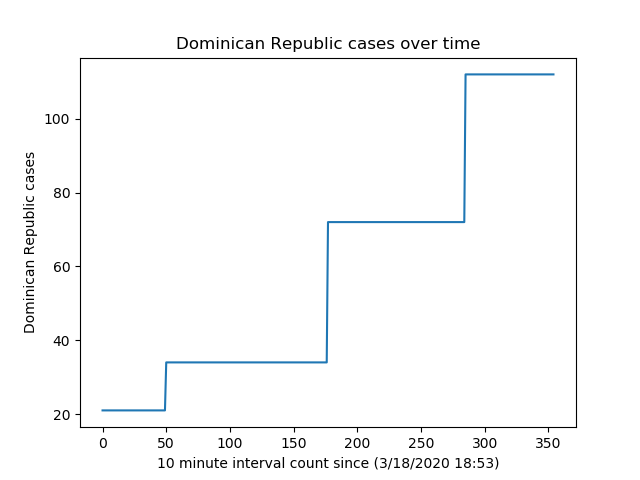 Dominican Republic cases over time
Dominican Republic cases
100
80
60
40
20
0 50 100 150 200 250 300 350
10 minute interval count since (3/18/2020 18:53)